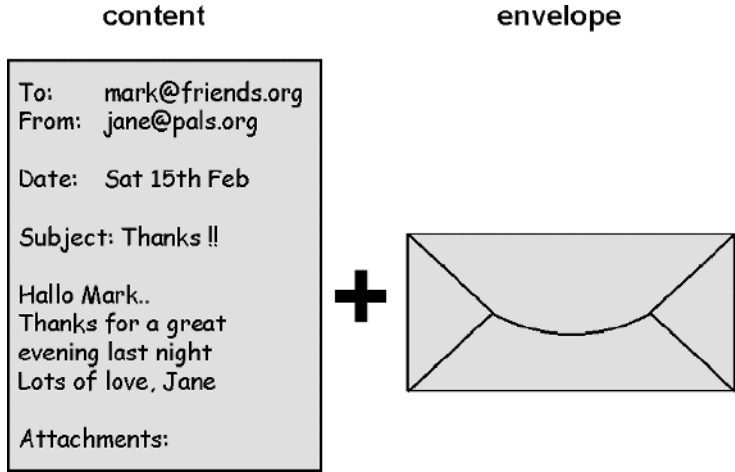 content
envelope
To: mark@friends.org
From: jane@pals.org
Date: Sat 15th Feb
Subject: Thanks !!
Hallo Mark..
Thanks for a great
evening last night
Lots of love, Jane
Attachments:
+